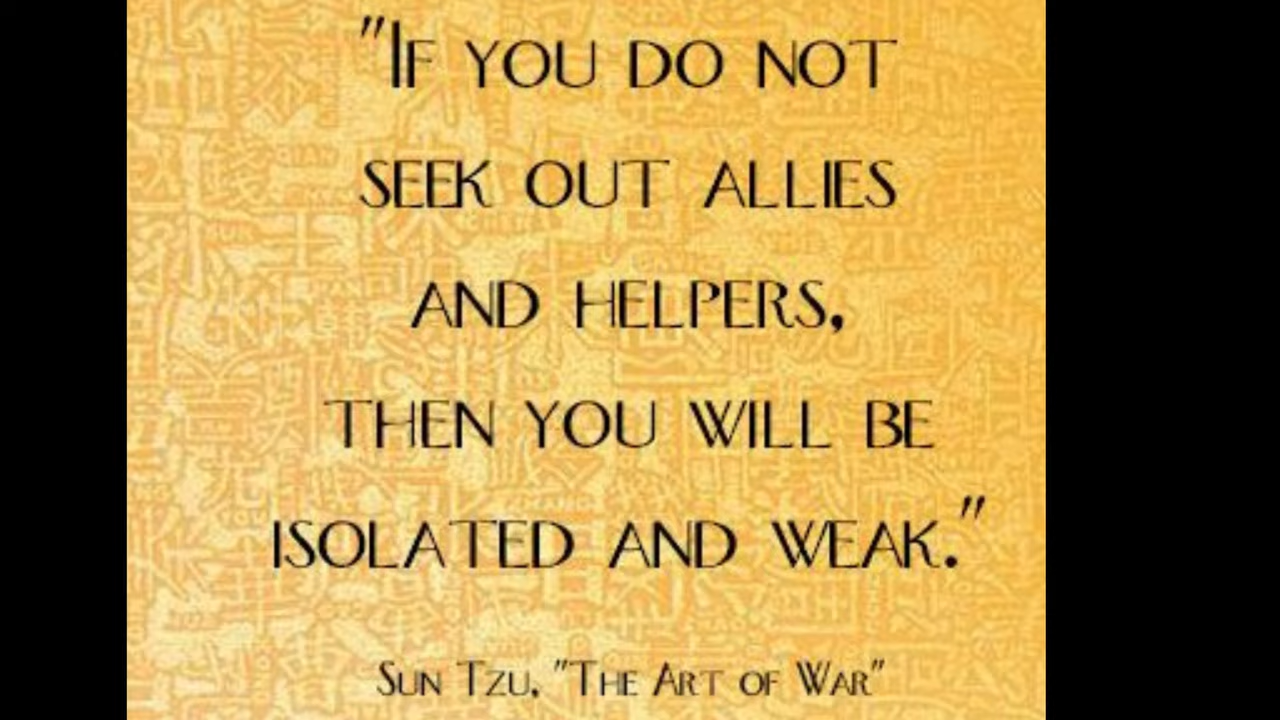 "If you do not
seek out allies
and helpers,
then you will be
isolated and weak."
Sun Tzu, "The Art of War"